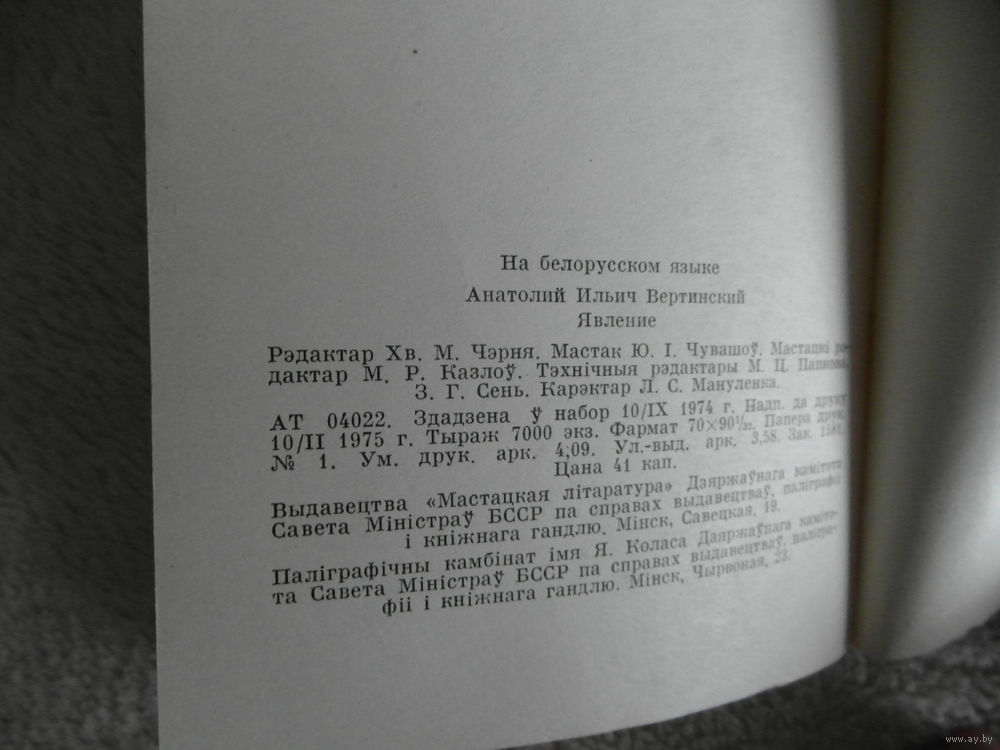 На белорусском языке
Анатолий Ильич Вертинский
Явление
Рэдактар Хв. М. Чэрня. Мастак Ю. І. Чувашоў. Мастацкі рэ-
дактар М. Р. Казлоў. Тэхнічныя рэдактары М. Ц. Папкова,
З. Г. Сень. Карэктар Л. С. Мануленка.
АТ 04022. Здадзена ў набор 10/IX 1974 г. Надп. да друку
10/II 1975 г. Тыраж 7000 экз. Фармат 70×90¹/₃₂. Папера друк.
№ 1. Ум. друк. арк. 4,09. Ул.-выд. арк. 3,58. Зак.
Цана 41 кап.
Выдавецтва «Мастацкая літаратура» Дзяржаўнага камітэта
Савета Міністраў БССР па справах выдавецтваў, паліграфіі
і кніжнага гандлю. Мінск, Савецкая, 19.
Паліграфічны камбінат імя Я. Коласа Дзяржаўнага камітэ-
та Савета Міністраў БССР па справах выдавецтваў, палігра-
фіі і кніжнага гандлю. Мінск, Чырвоная, 23.
www.ay.by